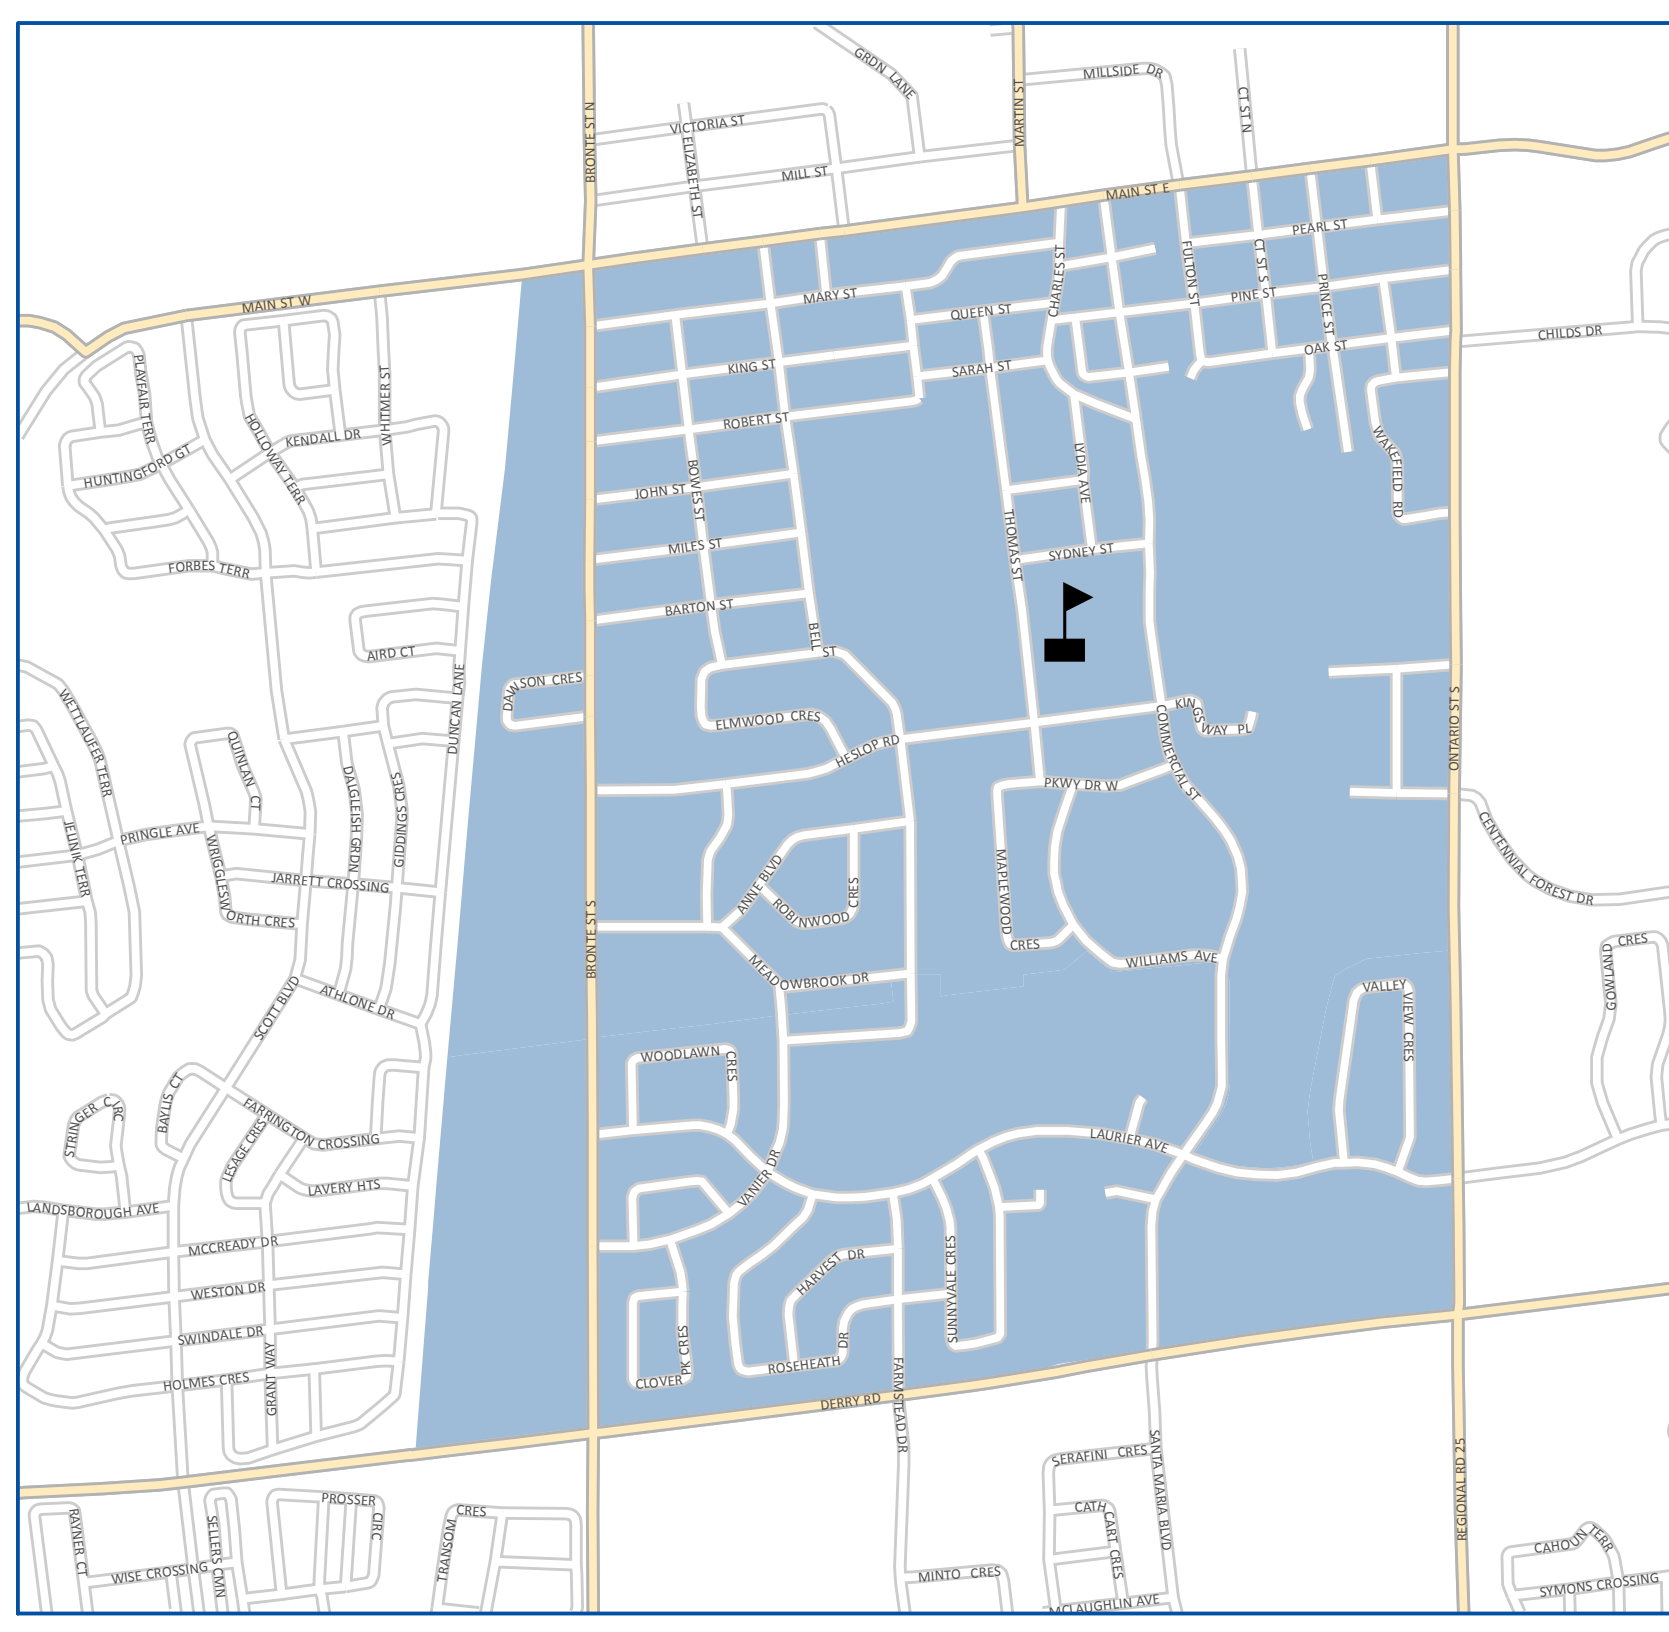 GRDN LANE
MILLSIDE DR
MARTIN ST
CT ST N
BRONTE ST N
VICTORIA ST
ELIZABETH ST
MILL ST
MAIN ST E
MAIN ST W
PEARL ST
FULTON ST
CT ST S
CHARLES ST
PRINCE ST
PINE ST
MARY ST
QUEEN ST
CHILDS DR
OAK ST
PLAYFAIR TERR
WHITMER ST
KING ST
SARAH ST
ROBERT ST
HOLLOWAY TERR
KENDALL DR
HUNTINGFORD GT
WAKEFIELD RD
LYDIA AVE
BOWES ST
JOHN ST
THOMAS ST
MILES ST
SYDNEY ST
FORBES TERR
BARTON ST
BELL ST
AIRD CT
DUNCAN LANE
DAWSON CRES
WETTLAUFER TERR
ELMWOOD CRES
HESLOP RD
KINGSWAY PL
COMMERCIAL ST
ONTARIO ST S
QUINLAN CT
DALGLEISH GRDN
GIDDINGS CRES
PKWY DR W
JELINIK TERR
PRINGLE AVE
WRIGGLESWORTH CRES
JARRETT CROSSING
ANNE BLVD
ROBINWOOD CRES
MAPLEWOOD CRES
CENTENNIAL FOREST DR
BRONTE ST S
MEADOWBROOK DR
WILLIAMS AVE
GOWLAND CRES
VALLEY VIEW CRES
SCOTT BLVD
ATHLONE DR
WOODLAWN CRES
STRINGER CIRC
BAYLIS CT
FARRINGTON CROSSING
LESAGE CRES
LAURIER AVE
VANIER DR
LAVERY HTS
LANDSBOROUGH AVE
MCCREADY DR
WESTON DR
HARVEST DR
SUNNYVALE CRES
SWINDALE DR
GRANT WAY
HOLMES CRES
CLOVER PK CRES
ROSEHEATH DR
FARMSTEAD DR
DERRY RD
SANTA MARIA BLVD
SERAFINI CRES
REGIONAL RD 25
RAYNER CT
SELLERS CMN
PROSSER CIRC
TRANSOM CRES
CATHCART CRES
WISE CROSSING
MINTO CRES
MCLAUGHLIN AVE
CAHOUN TERR
SYMONS CROSSING